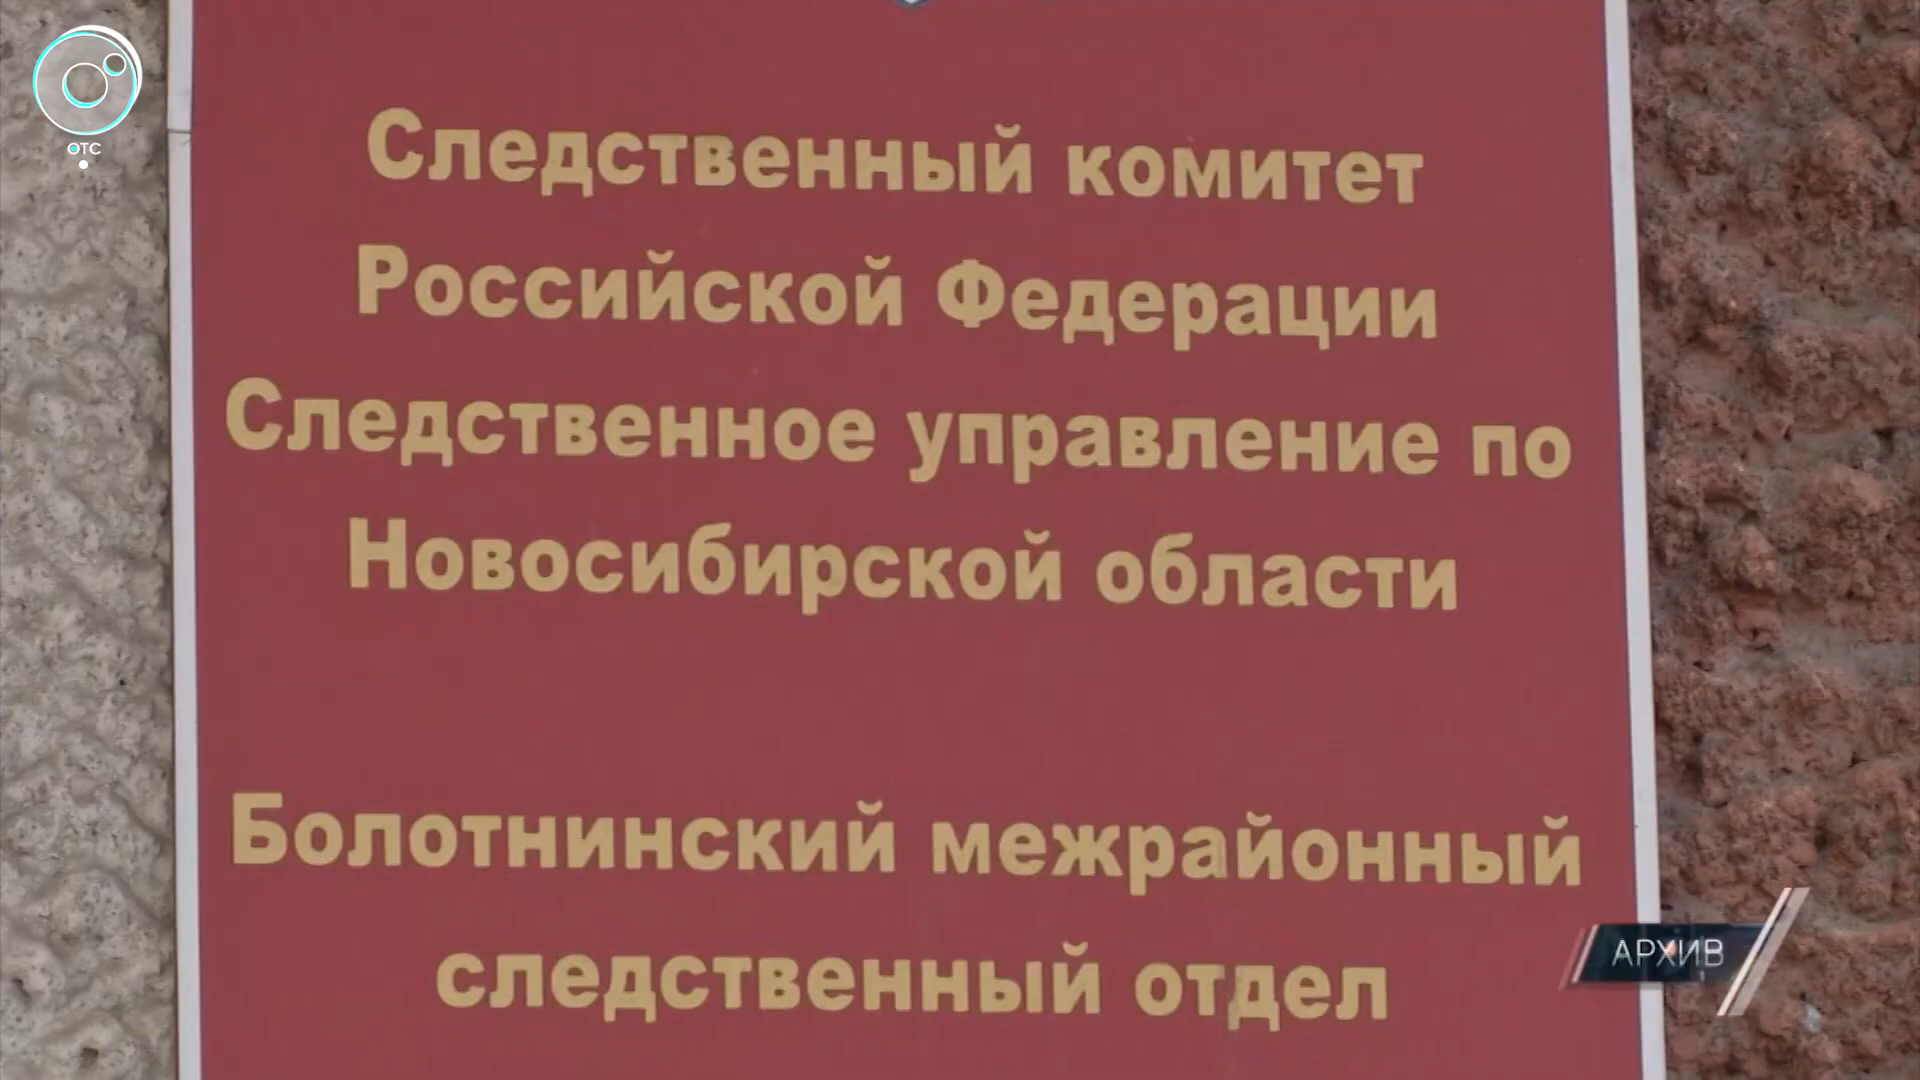 ОТС
Следственный комитет
Российской Федерации
Следственное управление по
Новосибирской области
Болотнинский межрайонный
следственный отдел
АРХИВ